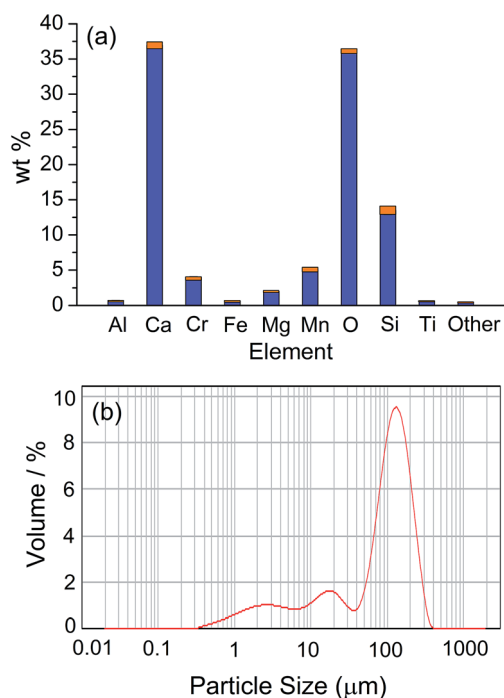 (a)
40
35
30
25
20
15
10
5
0
wt %
Al Ca Cr Fe Mg Mn O Si Ti Other
Element
(b)
10
8
6
4
2
0
Volume / %
0.01 0.1 1 10 100 1000
Particle Size (μm)